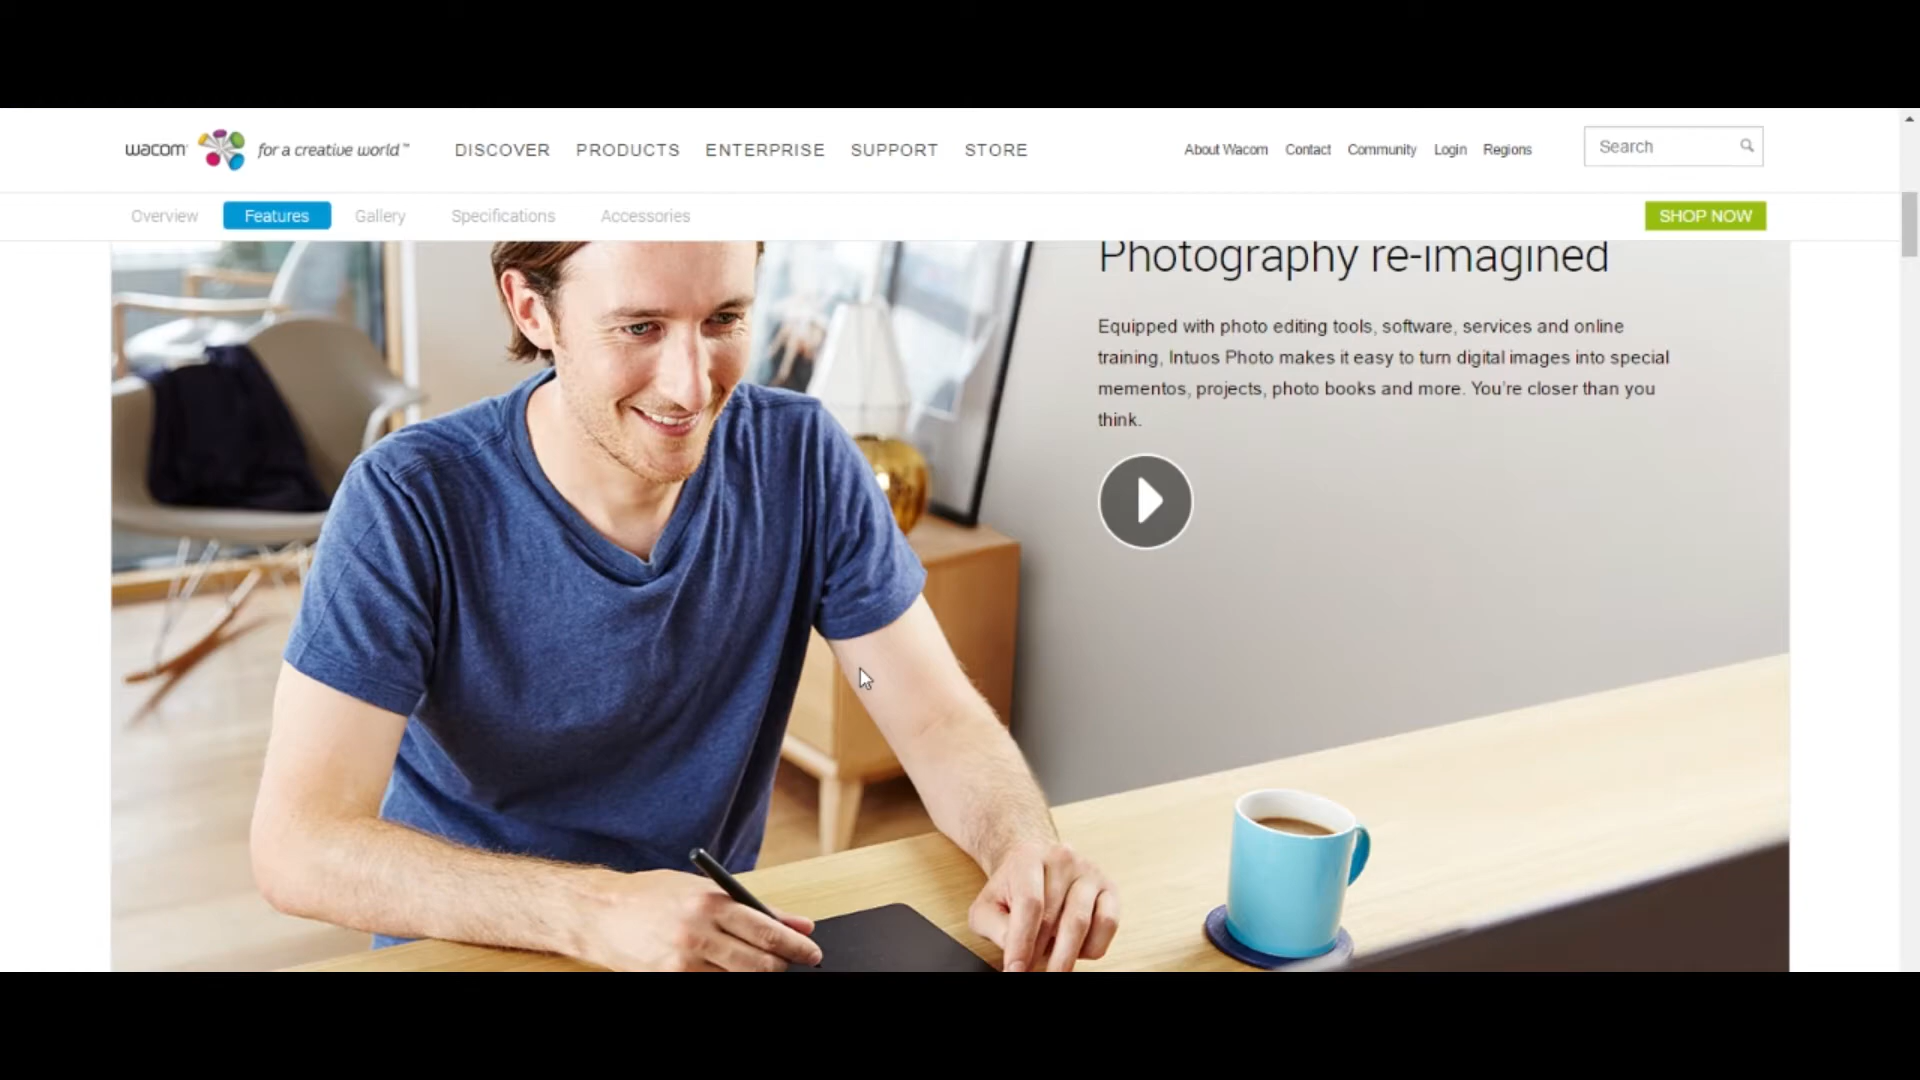 wacom for a creative world™
DISCOVER PRODUCTS ENTERPRISE SUPPORT STORE
About Wacom Contact Community Login Regions
Search
Overview Features Gallery Specifications Accessories
SHOP NOW
Photography re-imagined
Equipped with photo editing tools, software, services and online
training, Intuos Photo makes it easy to turn digital images into special
mementos, projects, photo books and more. You're closer than you
think.